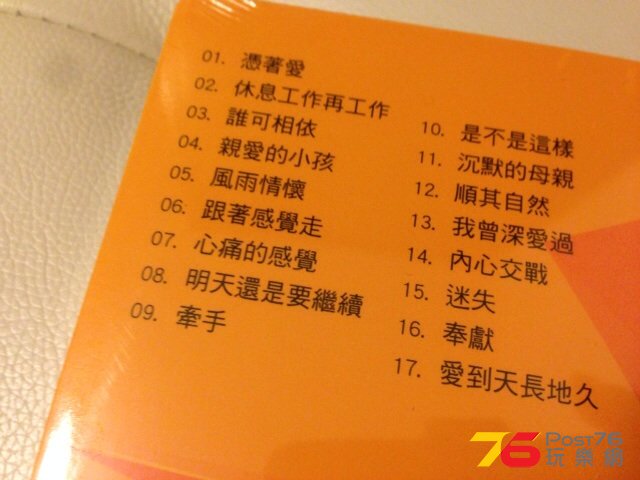 01. 憑著愛
02. 休息工作再工作
03. 誰可相依
04. 親愛的小孩
05. 風雨情懷
06. 跟著感覺走
07. 心痛的感覺
08. 明天還是要繼續
09. 牽手
10. 是不是這樣
11. 沉默的母親
12. 順其自然
13. 我曾深愛過
14. 內心交戰
15. 迷失
16. 奉獻
17. 愛到天長地久
76 Post76
玩樂網